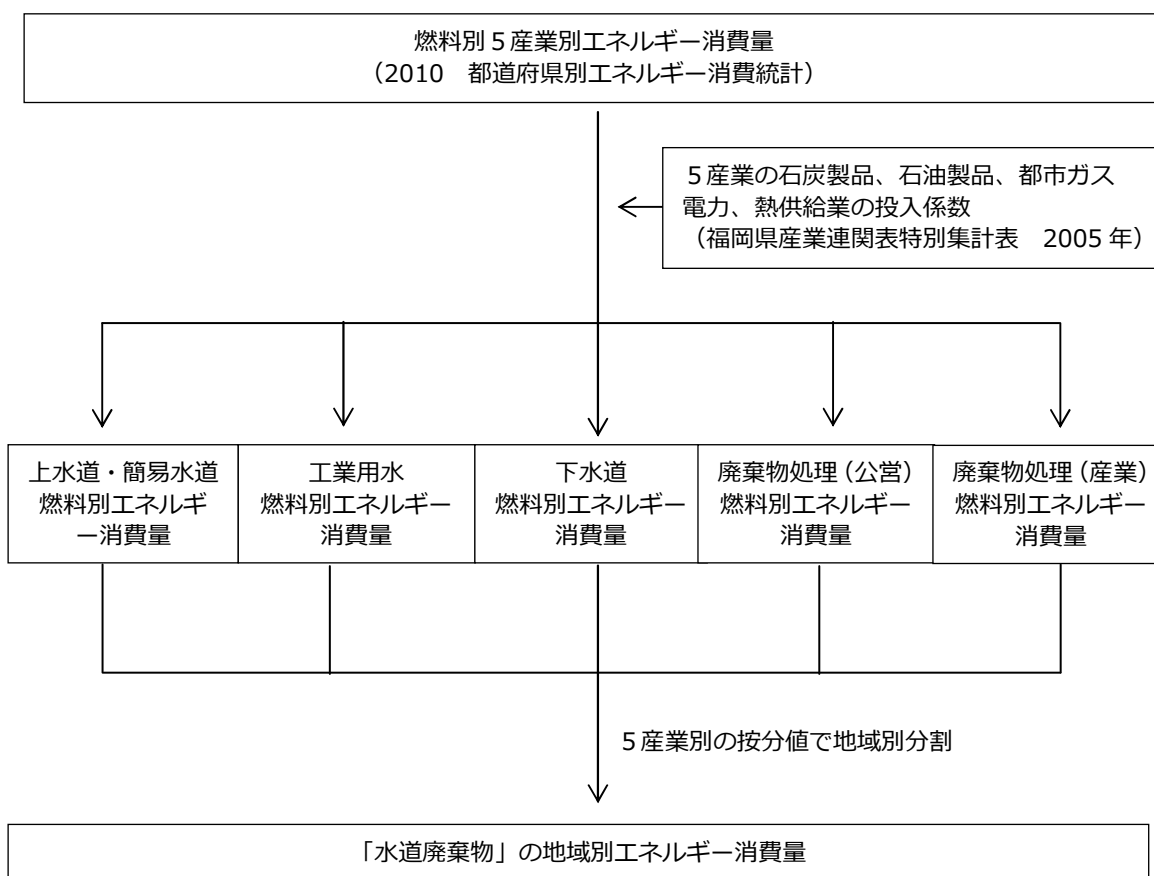 燃料別５産業別エネルギー消費量
（2010　都道府県別エネルギー消費統計）
５産業の石炭製品、石油製品、都市ガス
電力、熱供給業の投入係数
（福岡県産業連関表特別集計表　2005 年）
上水道・簡易水道
燃料別エネルギ
ー消費量
工業用水
燃料別エネルギー
消費量
下水道
燃料別エネルギー
消費量
廃棄物処理（公営）
燃料別エネルギー
消費量
廃棄物処理（産業）
燃料別エネルギー
消費量
５産業別の按分値で地域別分割
「水道廃棄物」の地域別エネルギー消費量